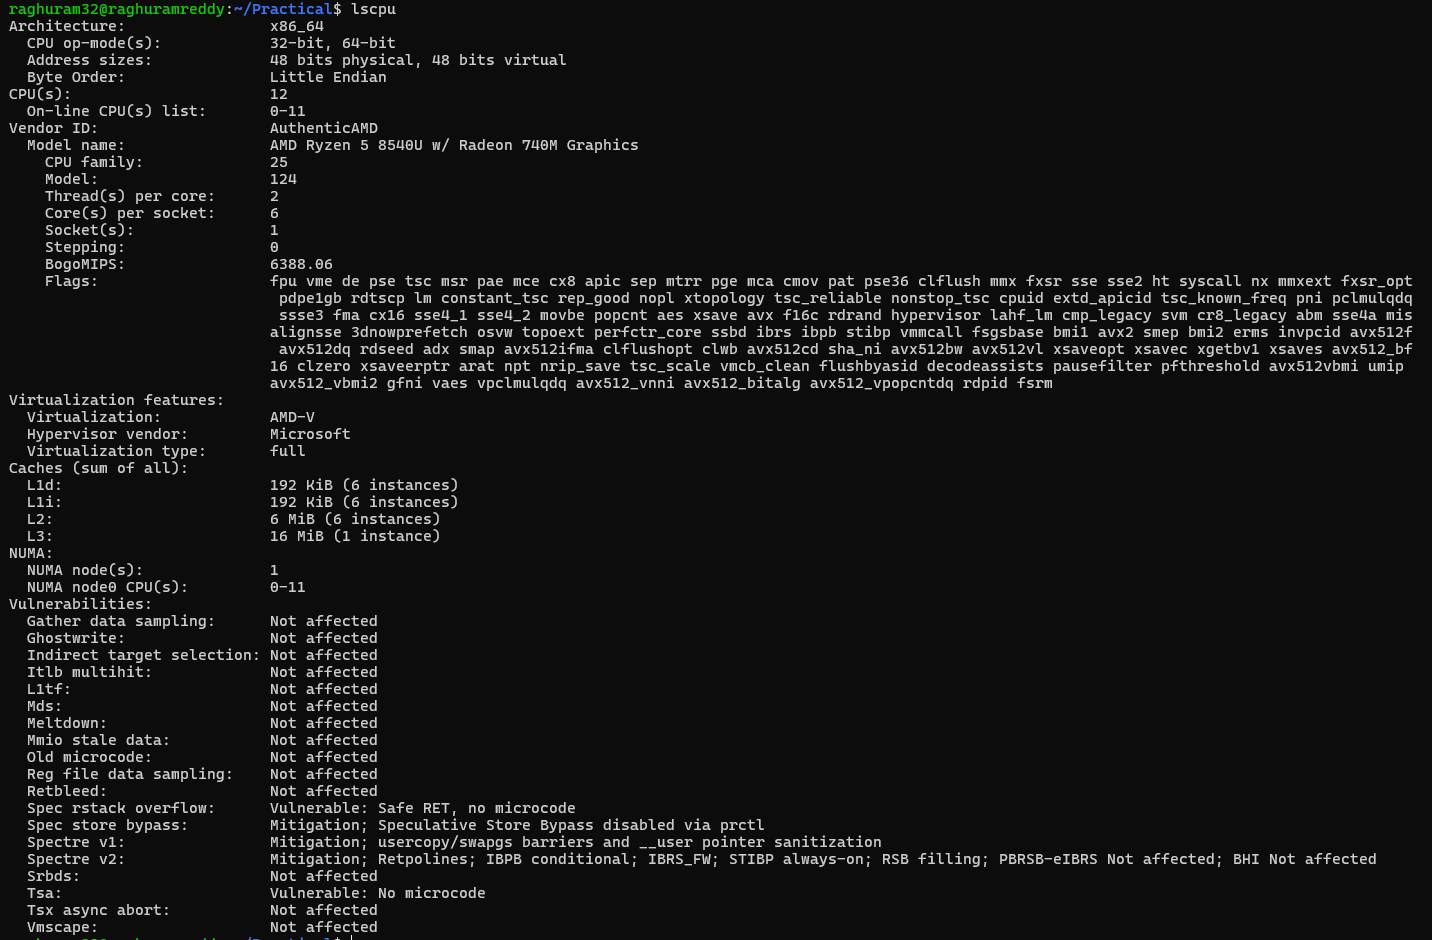 raghuram32@raghuramreddy:~/Practical$ lscpu
Architecture: x86_64
CPU op-mode(s): 32-bit, 64-bit
Address sizes: 48 bits physical, 48 bits virtual
Byte Order: Little Endian
CPU(s): 12
On-line CPU(s) list: 0-11
Vendor ID: AuthenticAMD
Model name: AMD Ryzen 5 8540U w/ Radeon 740M Graphics
CPU family: 25
Model: 124
Thread(s) per core: 2
Core(s) per socket: 6
Socket(s): 1
Stepping: 0
BogoMIPS: 6388.06
Flags: fpu vme de pse tsc msr pae mce cx8 apic sep mtrr pge mca cmov pat pse36 clflush mmx fxsr sse sse2 ht syscall nx mmxext fxsr_opt
pdpe1gb rdtscp lm constant_tsc rep_good nopl xtopology tsc_reliable nonstop_tsc cpuid extd_apicid tsc_known_freq pni pclmulqdq
ssse3 fma cx16 sse4_1 sse4_2 movbe popcnt aes xsave avx f16c rdrand hypervisor lahf_lm cmp_legacy svm cr8_legacy abm sse4a mis
alignsse 3dnowprefetch osvw topoext perfctr_core ssbd ibrs ibpb stibp vmmcall fsgsbase bmi1 avx2 smep bmi2 erms invpcid avx512f
avx512dq rdseed adx smap avx512ifma clflushopt clwb avx512cd sha_ni avx512bw avx512vl xsaveopt xsavec xgetbv1 xsaves avx512_bf
16 clzero xsaveerptr arat npt nrip_save tsc_scale vmcb_clean flushbyasid decodeassists pausefilter pfthreshold avx512vbmi umip
avx512_vbmi2 gfni vaes vpclmulqdq avx512_vnni avx512_bitalg avx512_vpopcntdq rdpid fsrm
Virtualization features:
Virtualization: AMD-V
Hypervisor vendor: Microsoft
Virtualization type: full
Caches (sum of all):
L1d: 192 KiB (6 instances)
L1i: 192 KiB (6 instances)
L2: 6 MiB (6 instances)
L3: 16 MiB (1 instance)
NUMA:
NUMA node(s): 1
NUMA node0 CPU(s): 0-11
Vulnerabilities:
Gather data sampling: Not affected
Ghostwrite: Not affected
Indirect target selection: Not affected
Itlb multihit: Not affected
L1tf: Not affected
Mds: Not affected
Meltdown: Not affected
Mmio stale data: Not affected
Old microcode: Not affected
Reg file data sampling: Not affected
Retbleed: Not affected
Spec rstack overflow: Vulnerable: Safe RET, no microcode
Spec store bypass: Mitigation; Speculative Store Bypass disabled via prctl
Spectre v1: Mitigation; usercopy/swapgs barriers and __user pointer sanitization
Spectre v2: Mitigation; Retpolines; IBPB conditional; IBRS_FW; STIBP always-on; RSB filling; PBRSB-eIBRS Not affected; BHI Not affected
Srbds: Not affected
Tsa: Vulnerable: No microcode
Tsx async abort: Not affected
Vmscape: Not affected